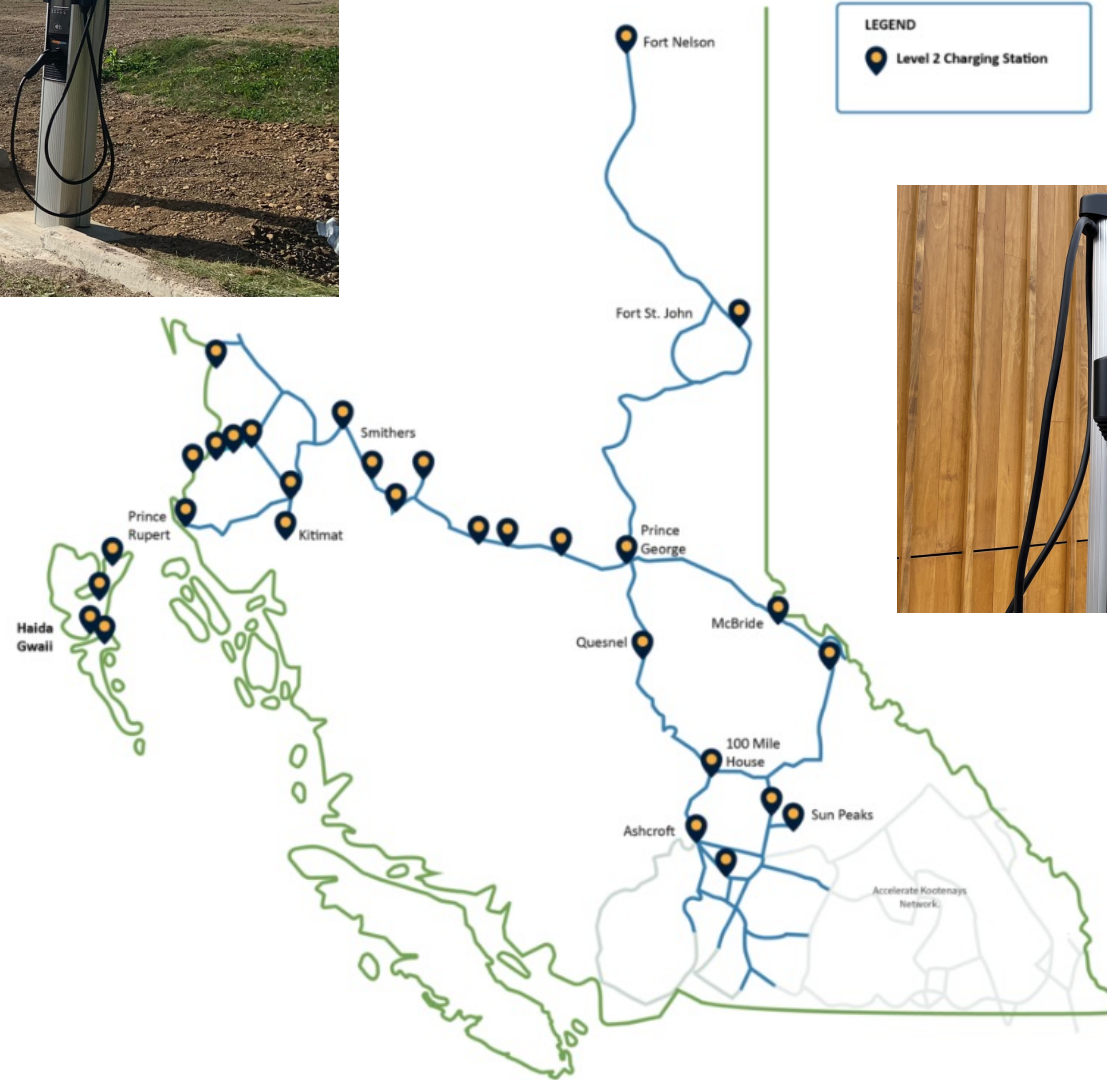 LEGEND
Level 2 Charging Station
Fort Nelson
Fort St. John
Smithers
Prince
Rupert
Kitimat
Prince
George
Haida
Gwaii
McBride
Quesnel
100 Mile
House
Sun Peaks
Ashcroft
Accelerate Kootenays
Network.